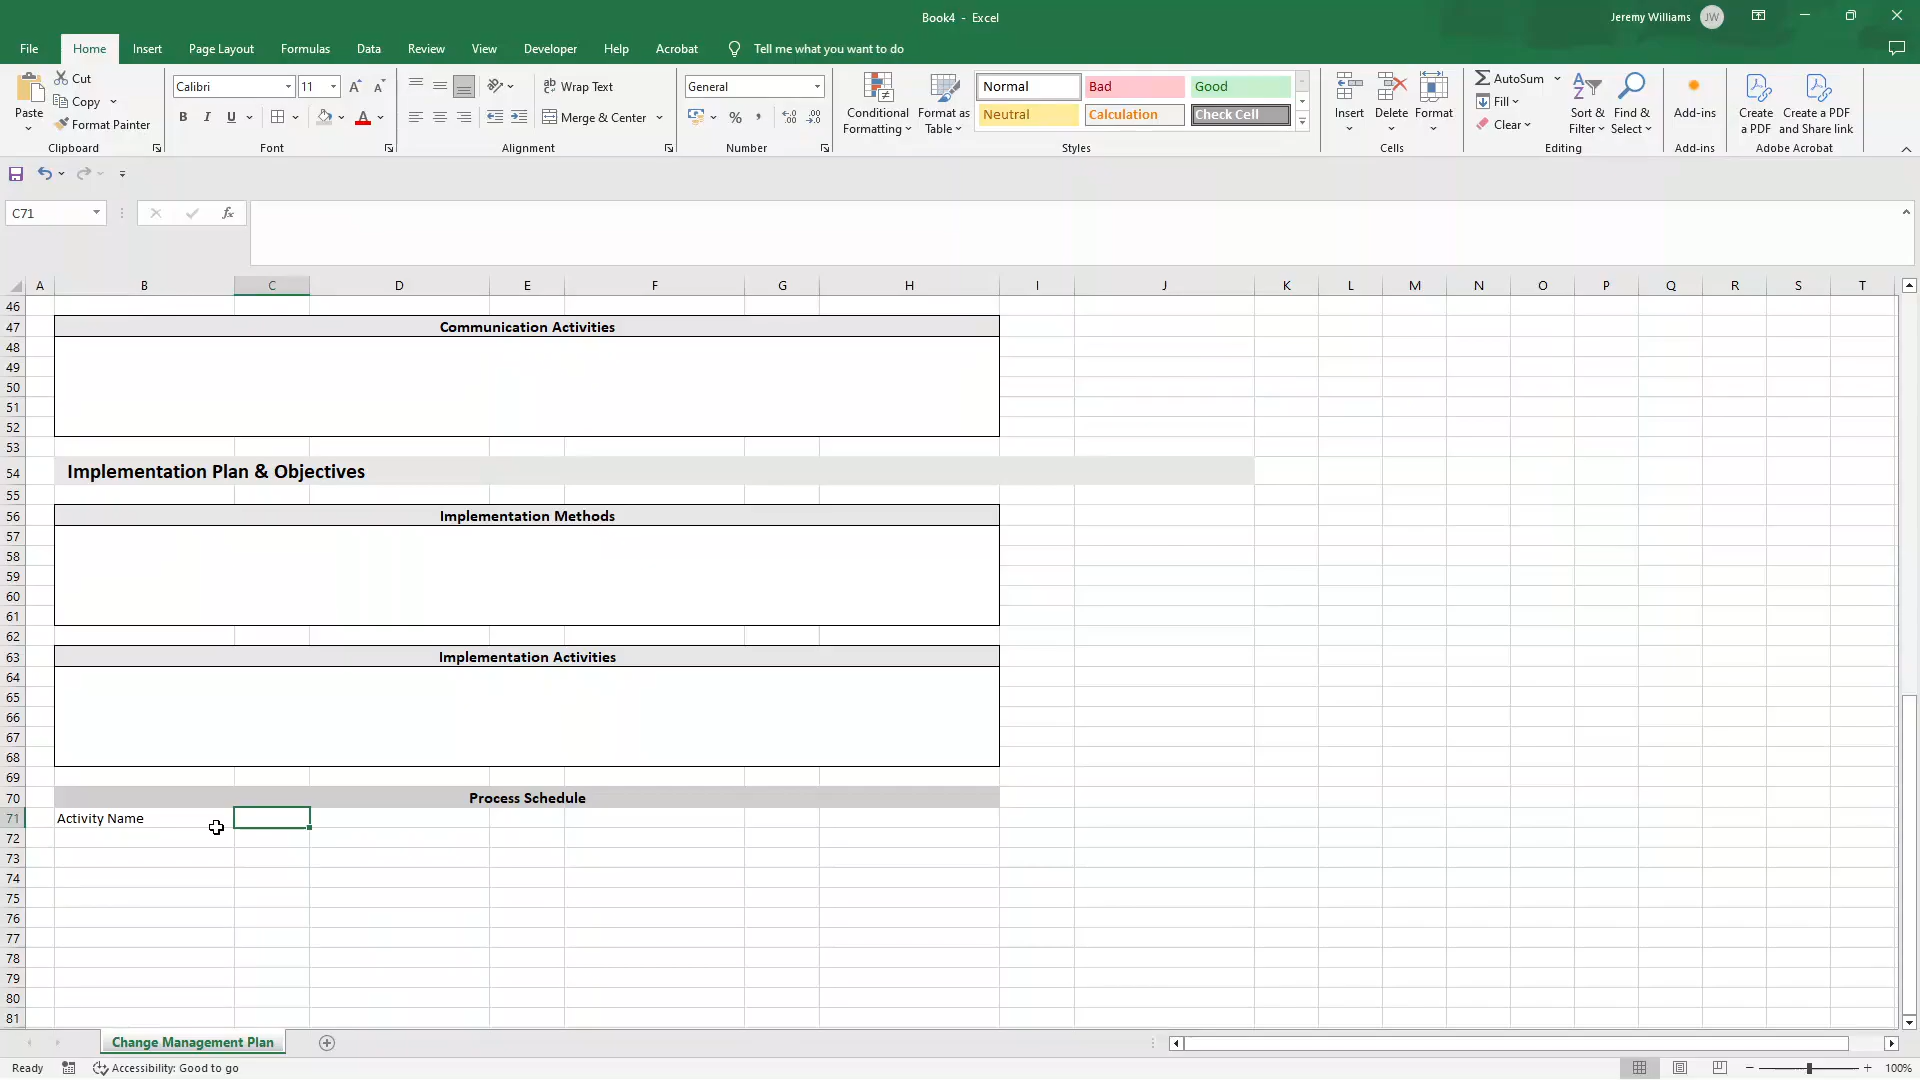 Book4 - Excel
Jeremy Williams
JW
File
Home
Insert
Page Layout
Formulas
Data
Review
View
Developer
Help
Acrobat
Tell me what you want to do
Paste
Cut
Copy
Format Painter
Clipboard
Calibri
11
B
I
U
A
Font
Wrap Text
Merge & Center
Alignment
General
%
Number
Conditional Formatting
Format as Table
Normal
Bad
Good
Neutral
Calculation
Check Cell
Styles
Insert
Delete
Format
Cells
AutoSum
Fill
Clear
Sort & Filter
Find & Select
Editing
Add-ins
Add-ins
Create a PDF
Create a PDF and Share link
Adobe Acrobat
C71
fx
A B C D E F G H I J K L M N O P Q R S T
46
47 Communication Activities
48
49
50
51
52
53
54 Implementation Plan & Objectives
55
56 Implementation Methods
57
58
59
60
61
62
63 Implementation Activities
64
65
66
67
68
69
70 Process Schedule
71 Activity Name
72
73
74
75
76
77
78
79
80
81
Change Management Plan
Ready
Accessibility: Good to go
100%